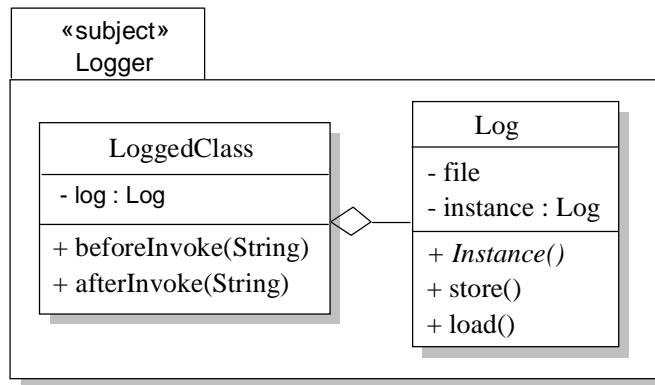 «subject»
Logger
LoggedClass
- log : Log
+ beforeInvoke(String)
+ afterInvoke(String)
Log
- file
- instance : Log
+ Instance()
+ store()
+ load()